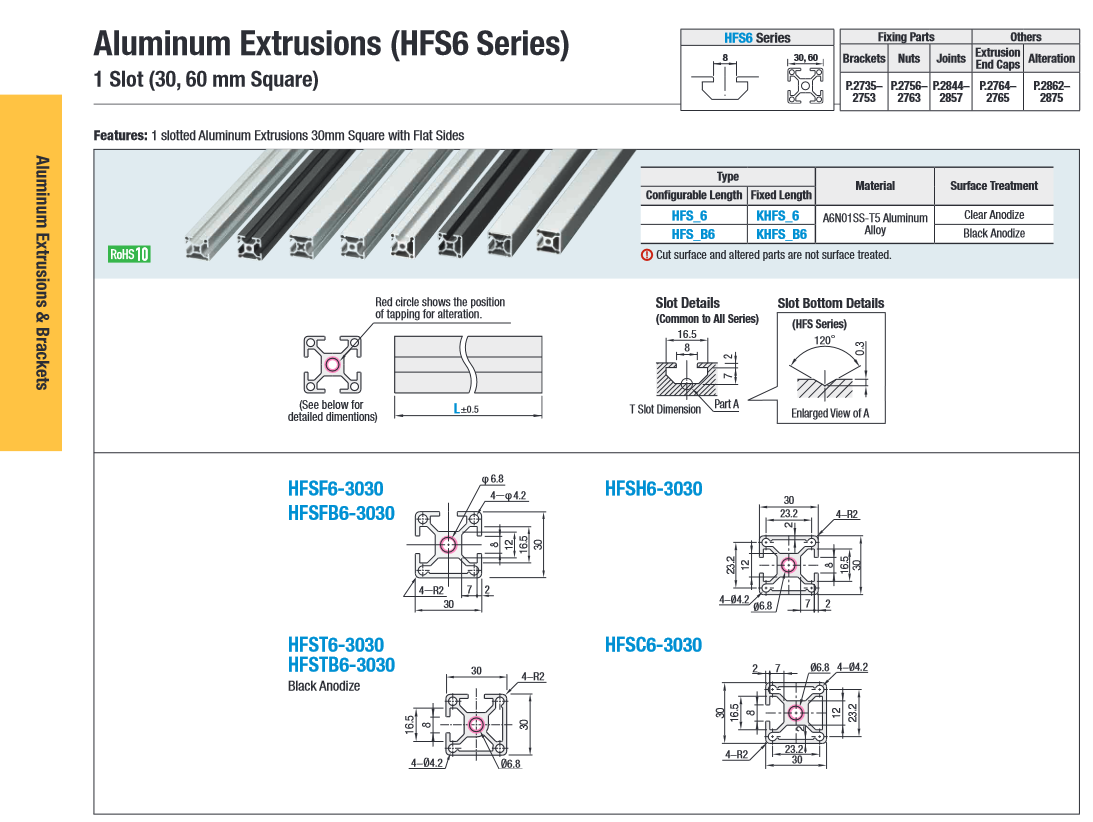 Aluminum Extrusions (HFS6 Series)
1 Slot (30, 60 mm Square)
HFS6 Series
8
30, 60
Fixing Parts
Others
Brackets
Nuts
Joints
Extrusion
End Caps
Alteration
P.2735–
2753
P.2756–
2763
P.2844–
2857
P.2764–
2765
P.2862–
2875
Aluminum Extrusions & Brackets
Features: 1 slotted Aluminum Extrusions 30mm Square with Flat Sides
RoHS10
Type
Material
Surface Treatment
Configurable Length
Fixed Length
HFS_6
KHFS_6
A6N01SS-T5 Aluminum
Alloy
Clear Anodize
HFS_B6
KHFS_B6
Black Anodize
! Cut surface and altered parts are not surface treated.
Red circle shows the position
of tapping for alteration.
(See below for
detailed dimentions)
L±0.5
Slot Details
(Common to All Series)
16.5
8
2
7
T Slot Dimension
Part A
Slot Bottom Details
(HFS Series)
120°
0.3
Enlarged View of A
HFSF6-3030
HFSFB6-3030
φ 6.8
4–φ 4.2
8
12
16.5
30
4–R2
7
2
30
HFSH6-3030
30
23.2
2
4–R2
23.2
12
8
16.5
30
4–Ø4.2
Ø6.8
7
2
HFST6-3030
HFSTB6-3030
Black Anodize
30
4–R2
16.5
8
30
4–Ø4.2
Ø6.8
HFSC6-3030
2
7
Ø6.8
4–Ø4.2
30
16.5
8
12
23.2
2
4–R2
23.2
30